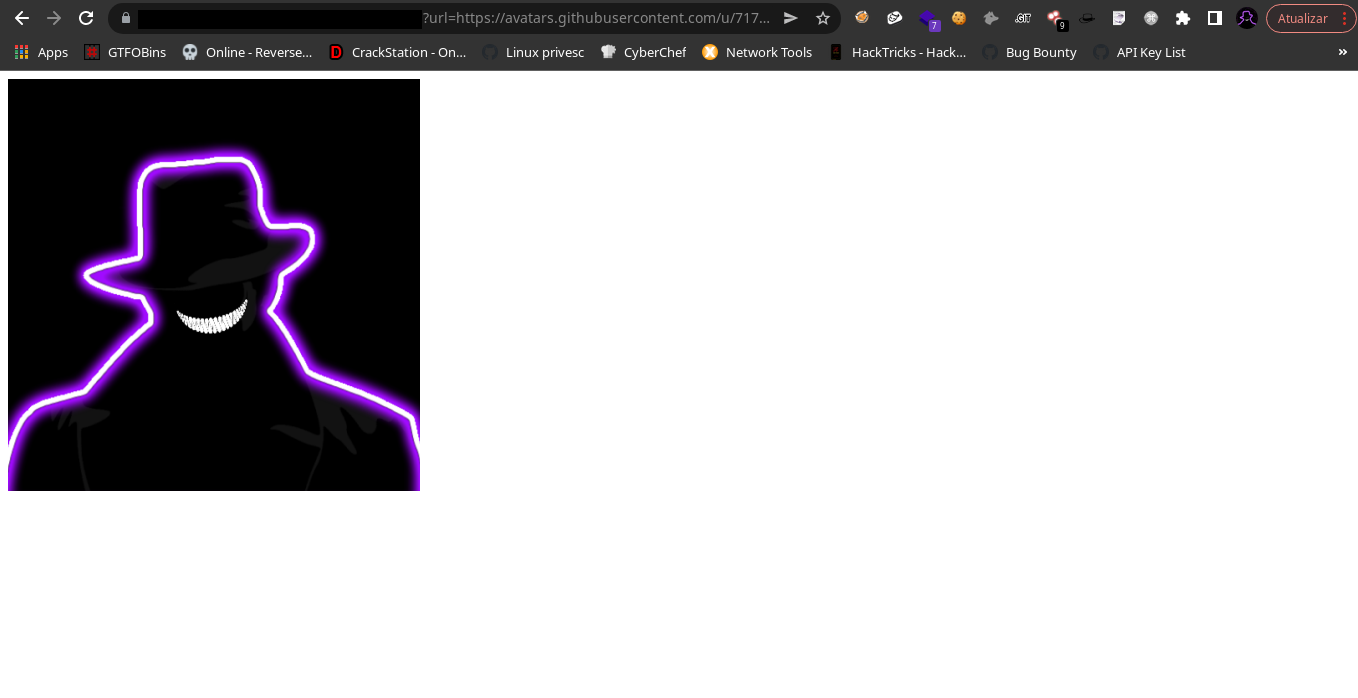 ?url=https://avatars.githubusercontent.com/u/717... Atualizar
7 .GIT 9
Apps GTFOBins Online - Reverse... CrackStation - On... Linux privesc CyberChef Network Tools HackTricks - Hack... Bug Bounty API Key List »